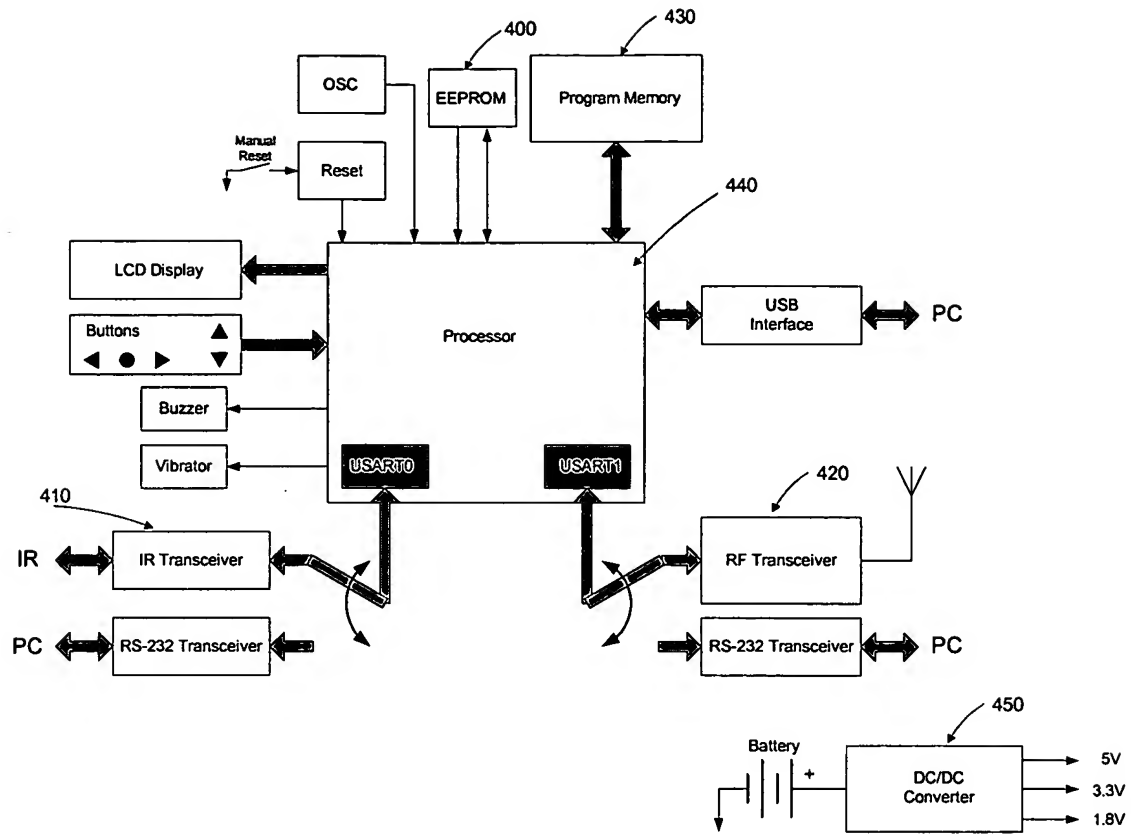 400
430
OSC
EEPROM
Program Memory
Manual
Reset
Reset
440
LCD Display
USB
Interface
PC
Buttons
Processor
Buzzer
Vibrator
USART0
USART1
410
420
IR
IR Transceiver
RF Transceiver
PC
RS-232 Transceiver
RS-232 Transceiver
PC
450
Battery
+
DC/DC
Converter
5V
3.3V
1.8V